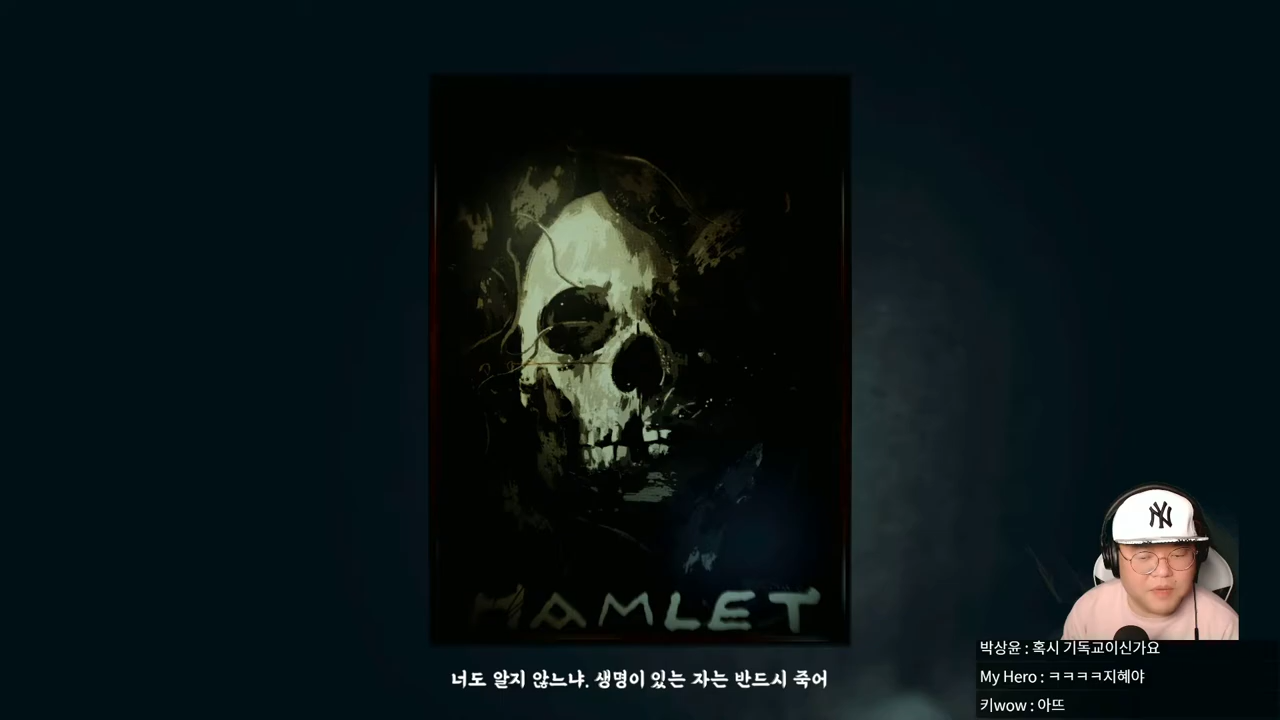 HAMLET
너도 알지 않느냐. 생명이 있는 자는 반드시 죽어
NY
박상윤 : 혹시 기독교이신가요
My Hero : ㅋㅋㅋㅋ지혜야
키wow : 아뜨